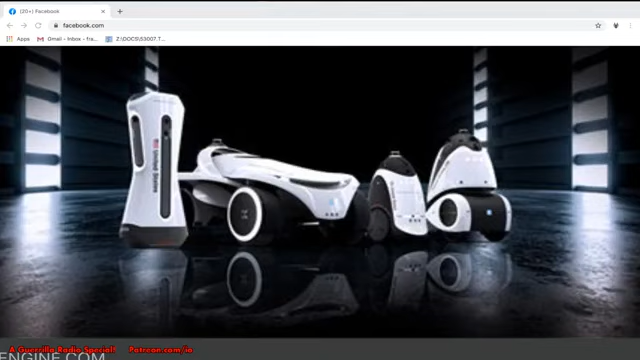 (20+) Facebook
facebook.com
Apps
Gmail - Inbox - fra...
Z:\DOCS\53007.7...
United States
A Guerrilla Radio Special!
Patreon.com/ia
ENGINE.COM